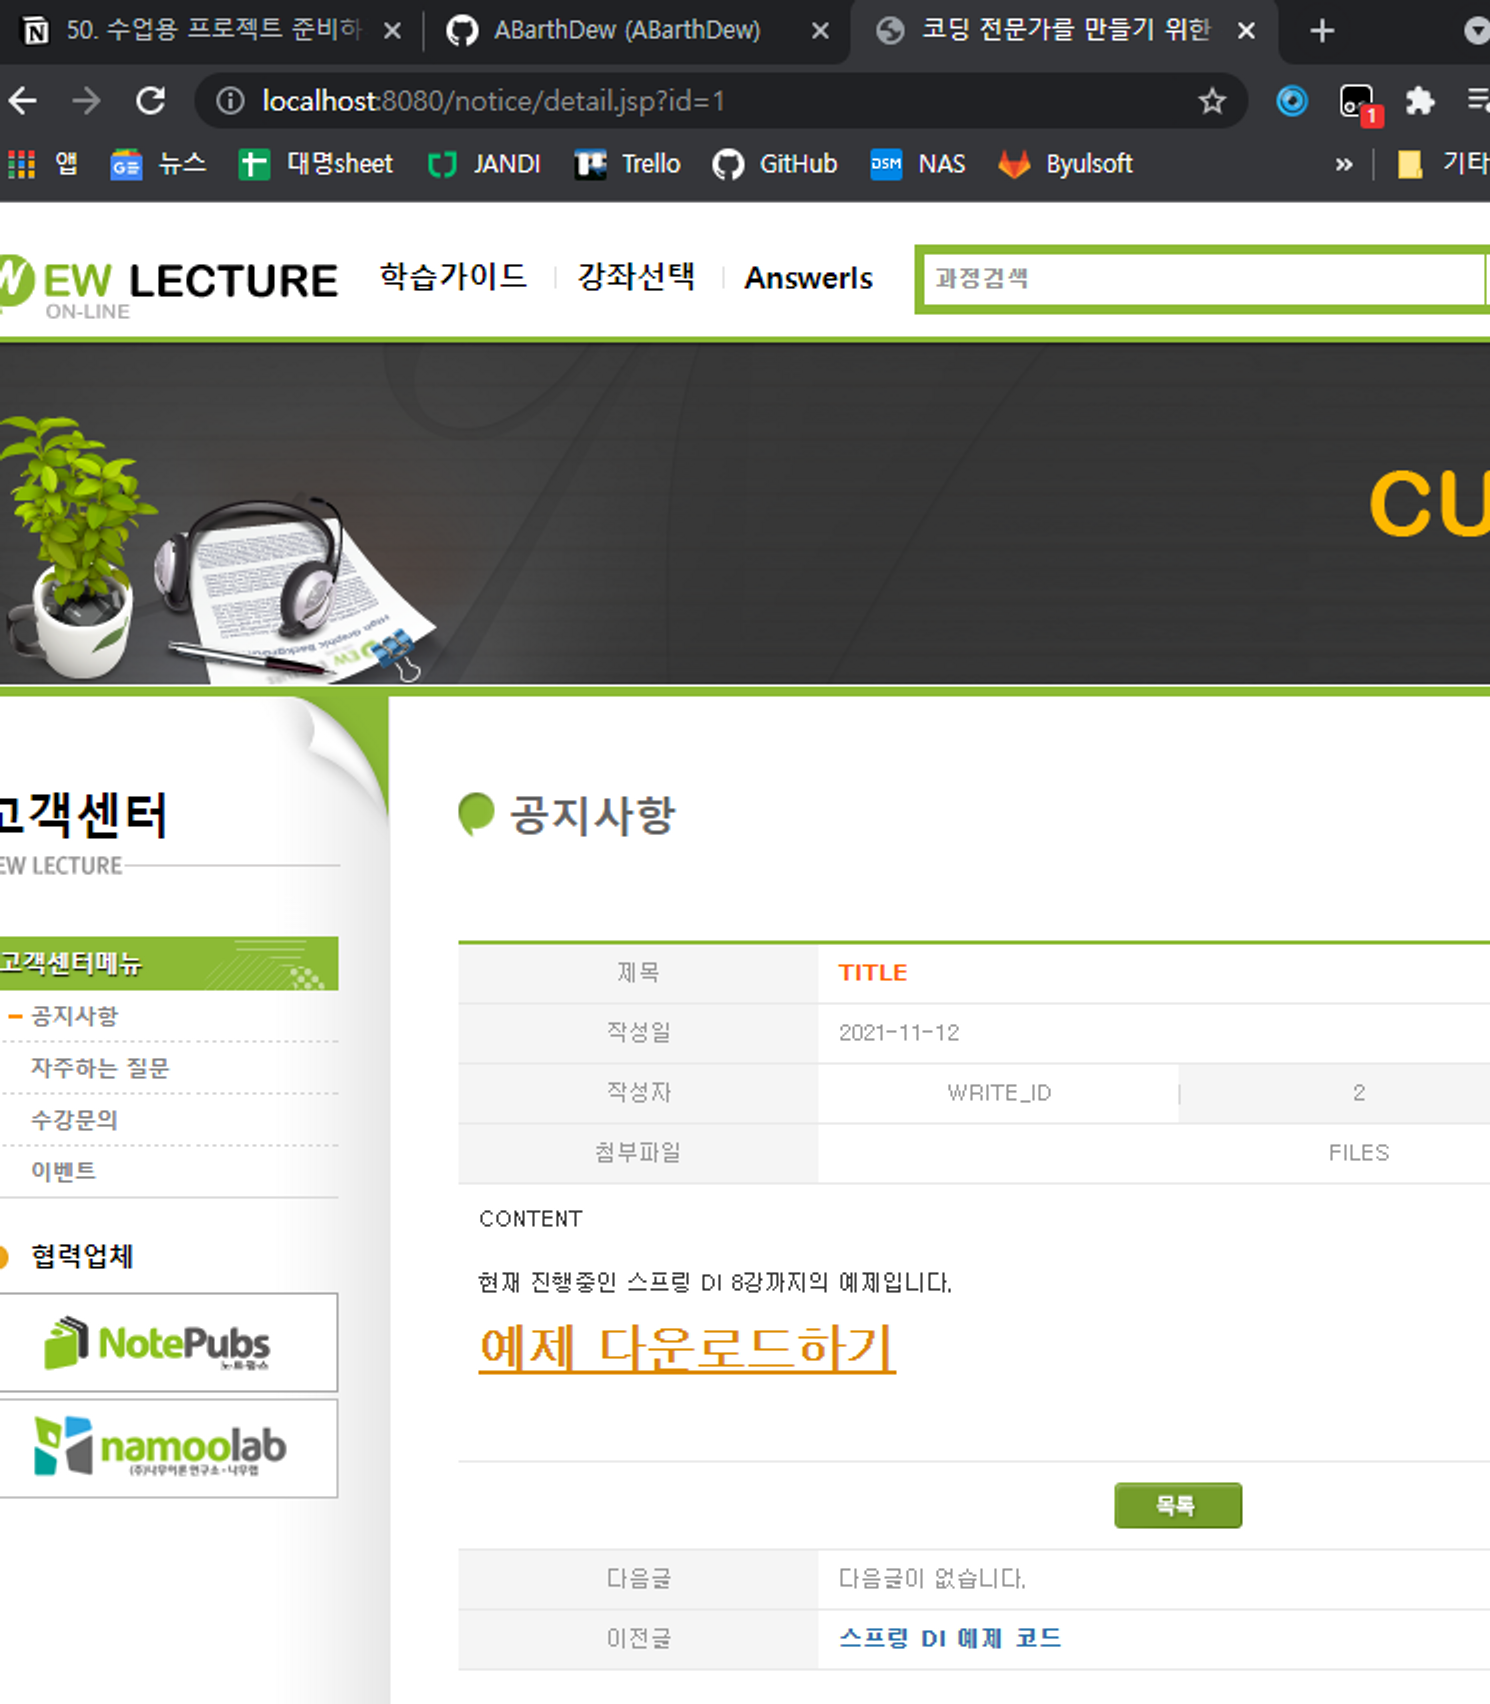 50. 수업용 프로젝트 준비하
ABarthDew (ABarthDew)
코딩 전문가를 만들기 위한
localhost:8080/notice/detail.jsp?id=1
1
앱
뉴스
대명sheet
JANDI
Trello
GitHub
DSM
NAS
Byulsoft
»
기타
EW LECTURE
ON-LINE
학습가이드
강좌선택
AnswerIs
과정검색
CU
고객센터
EW LECTURE
고객센터메뉴
공지사항
자주하는 질문
수강문의
이벤트
협력업체
NotePubs
노트펍스
namoolab
공지사항
제목 TITLE
작성일 2021-11-12
작성자 WRITE_ID 2
첨부파일 FILES
CONTENT
현재 진행중인 스프링 DI 8강까지의 예제입니다.
예제 다운로드하기
목록
다음글 다음글이 없습니다.
이전글 스프링 DI 예제 코드